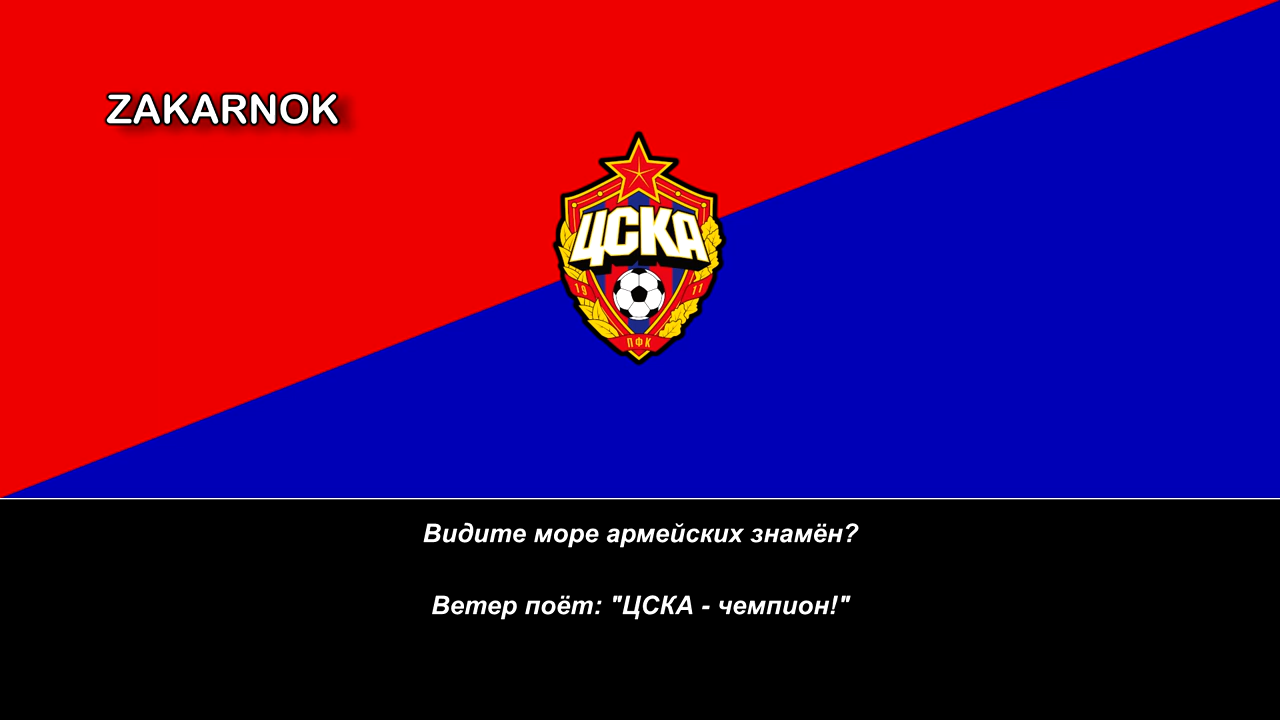 ZAKARNOK
ЦСКА
19 11
ПФК
Видите море армейских знамён?
Ветер поёт: "ЦСКА - чемпион!"